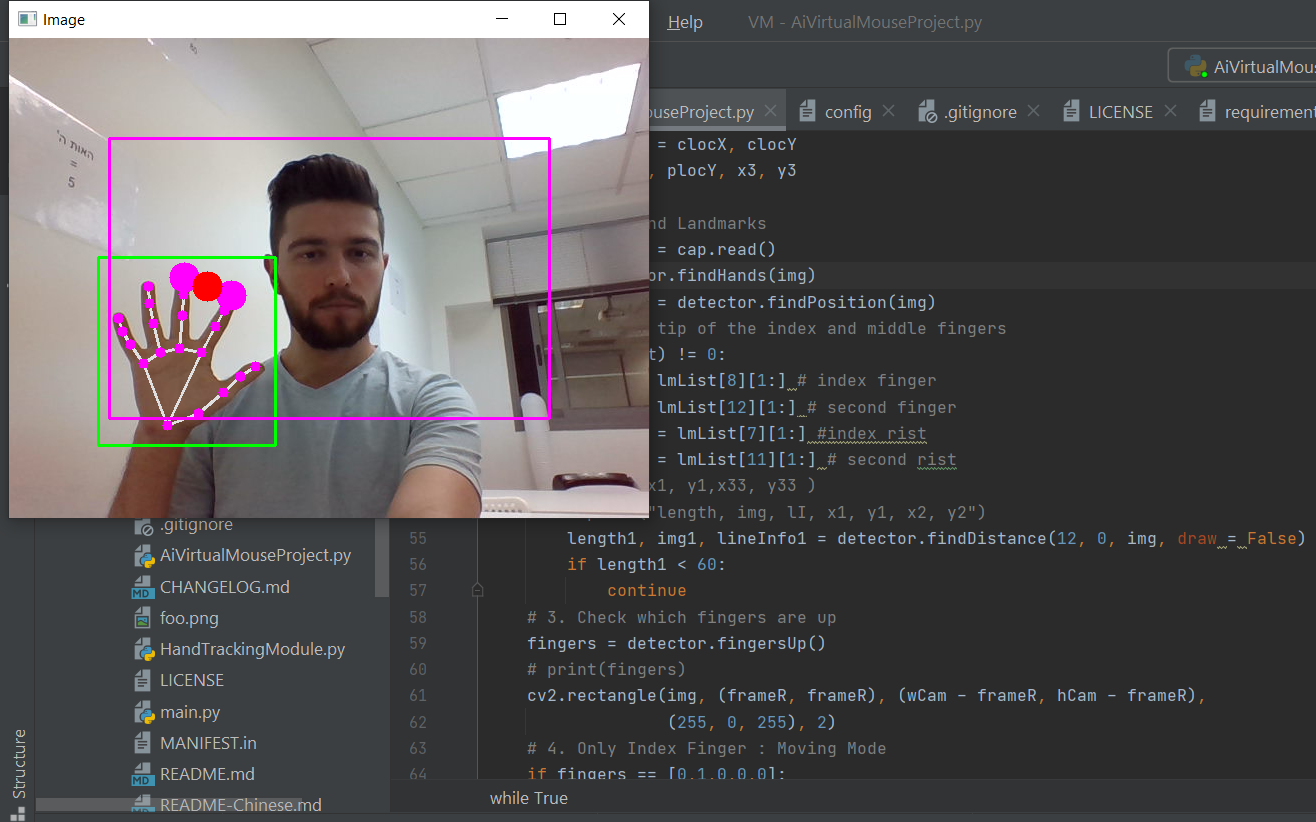 Image
Help
VM - AiVirtualMouseProject.py
AiVirtualMous
ouseProject.py
config
.gitignore
LICENSE
requirement
האות ה'
=
5
= clocX, clocY
, plocY, x3, y3
nd Landmarks
= cap.read()
or.findHands(img)
= detector.findPosition(img)
tip of the index and middle fingers
t) != 0:
lmList[8][1:] # index finger
lmList[12][1:] # second finger
= lmList[7][1:] #index rist
= lmList[11][1:] # second rist
x1, y1,x33, y33 )
"length, img, lI, x1, y1, x2, y2")
55 length1, img1, lineInfo1 = detector.findDistance(12, 0, img, draw = False)
56 if length1 < 60:
57 continue
58 # 3. Check which fingers are up
59 fingers = detector.fingersUp()
60 # print(fingers)
61 cv2.rectangle(img, (frameR, frameR), (wCam - frameR, hCam - frameR),
62 (255, 0, 255), 2)
63 # 4. Only Index Finger : Moving Mode
64 if fingers == [0,1,0,0,0]:
while True
.gitignore
AiVirtualMouseProject.py
MD CHANGELOG.md
foo.png
HandTrackingModule.py
LICENSE
main.py
MANIFEST.in
MD README.md
MD README-Chinese.md
Structure